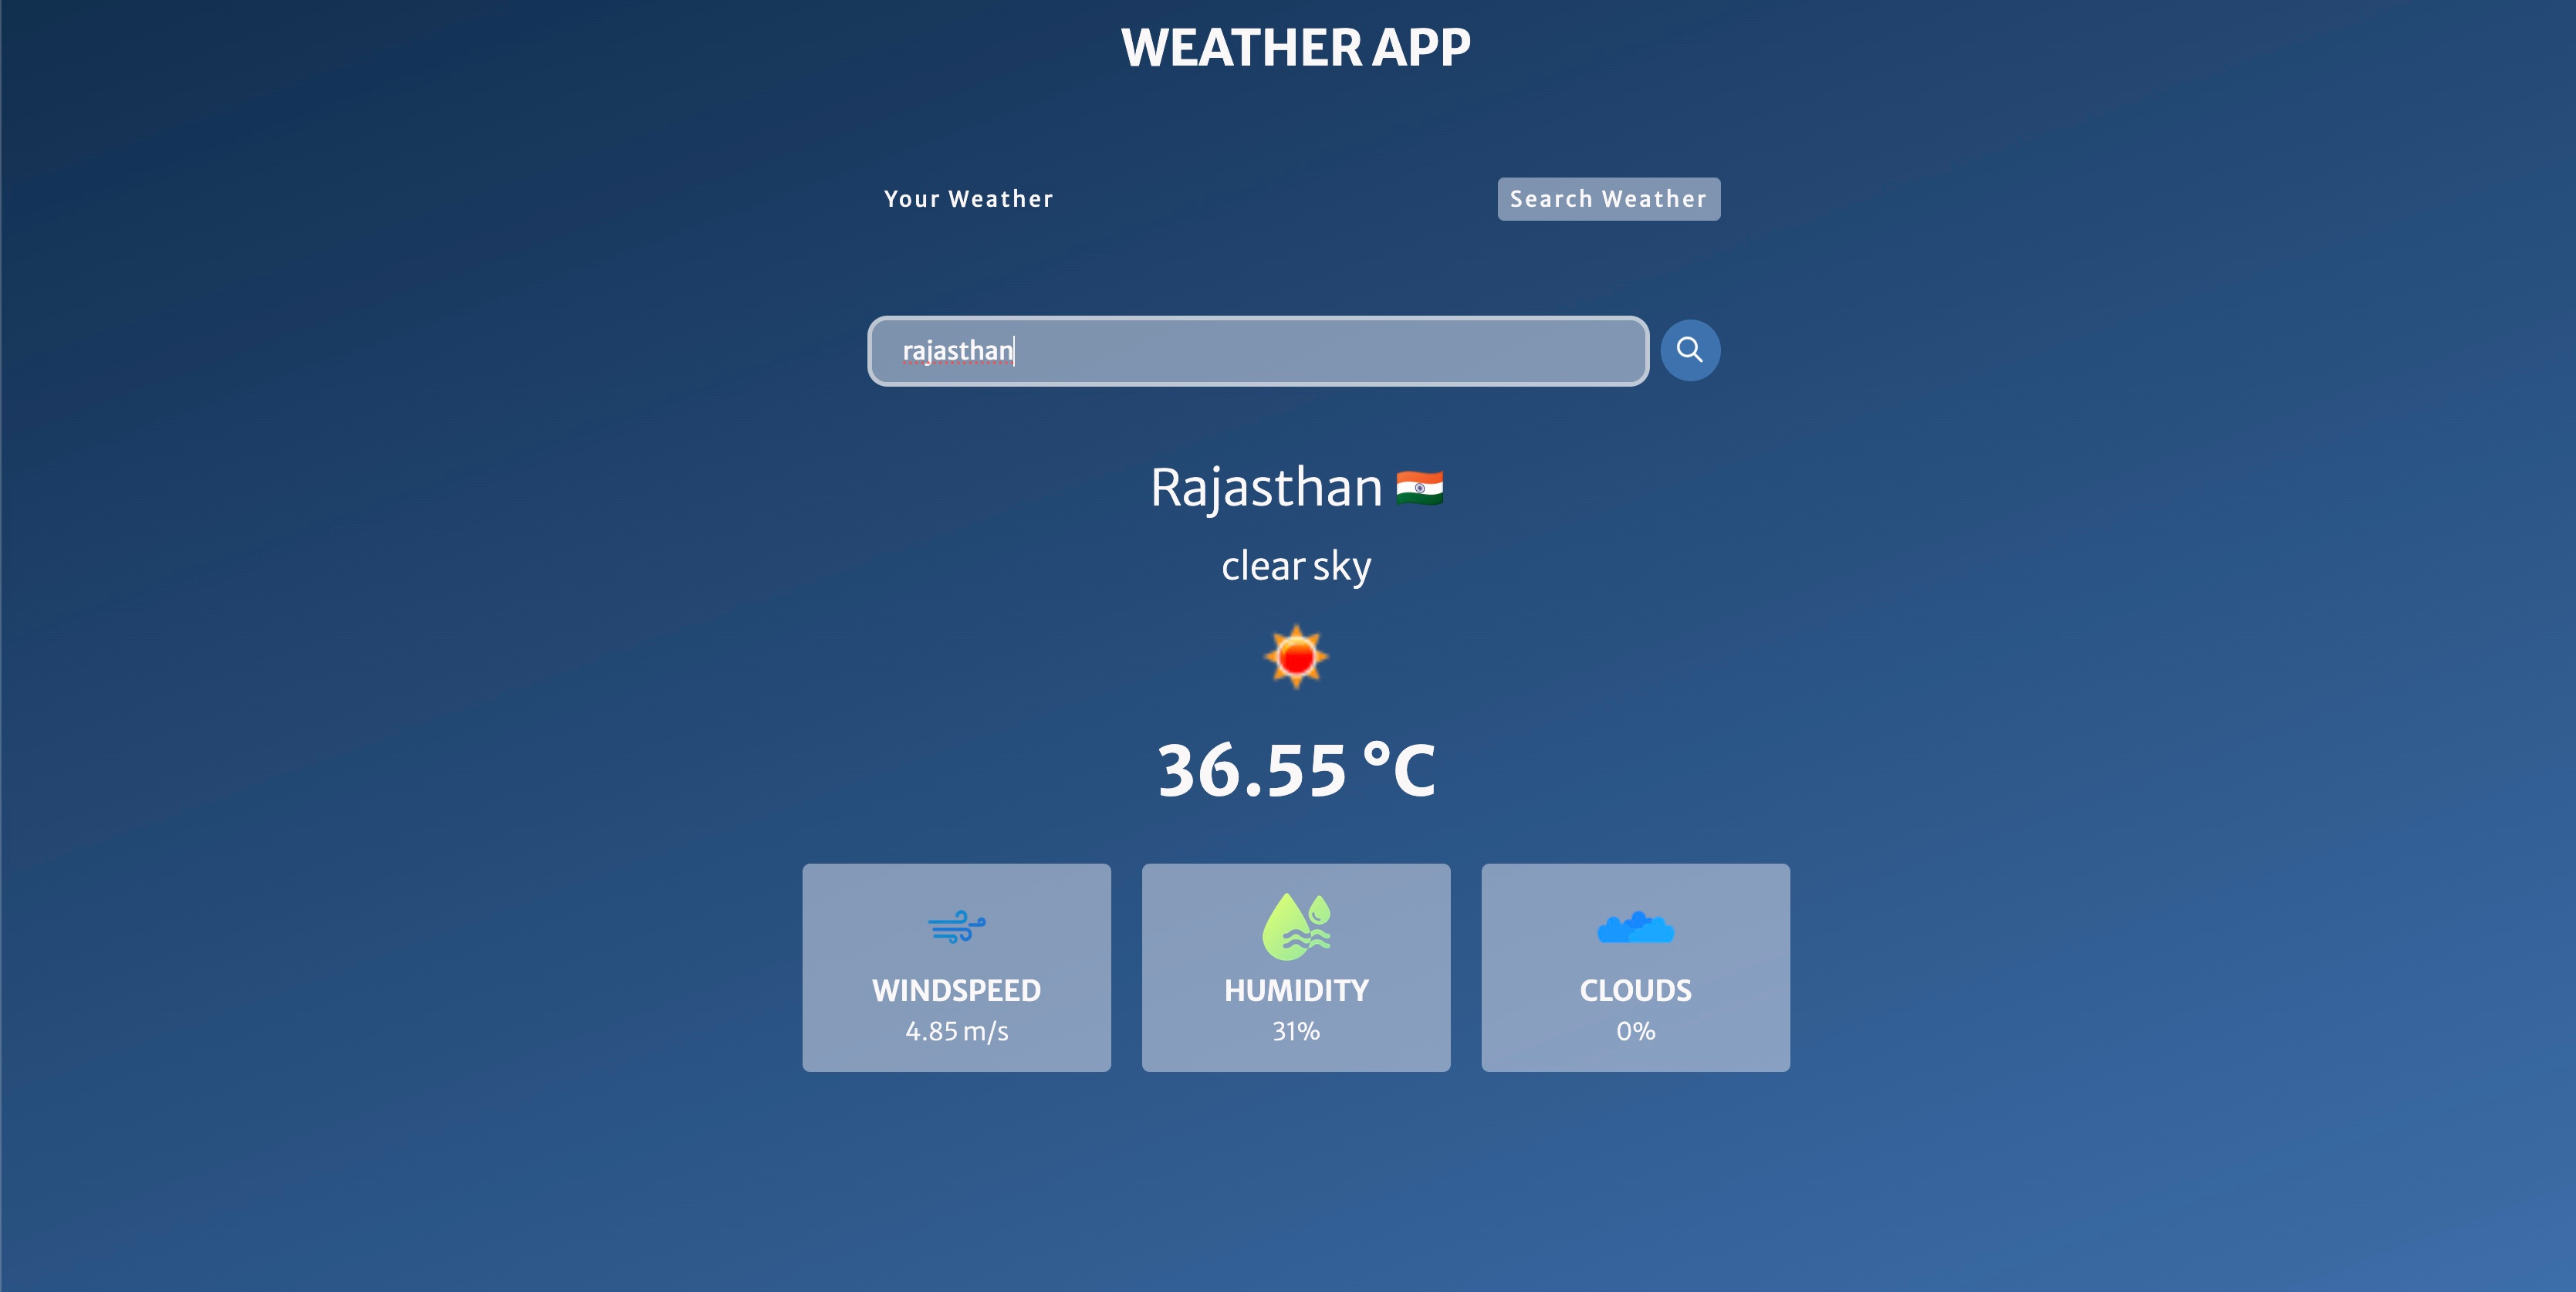 WEATHER APP
Your Weather
Search Weather
rajasthan
Rajasthan
clear sky
36.55 °C
WINDSPEED
4.85 m/s
HUMIDITY
31%
CLOUDS
0%